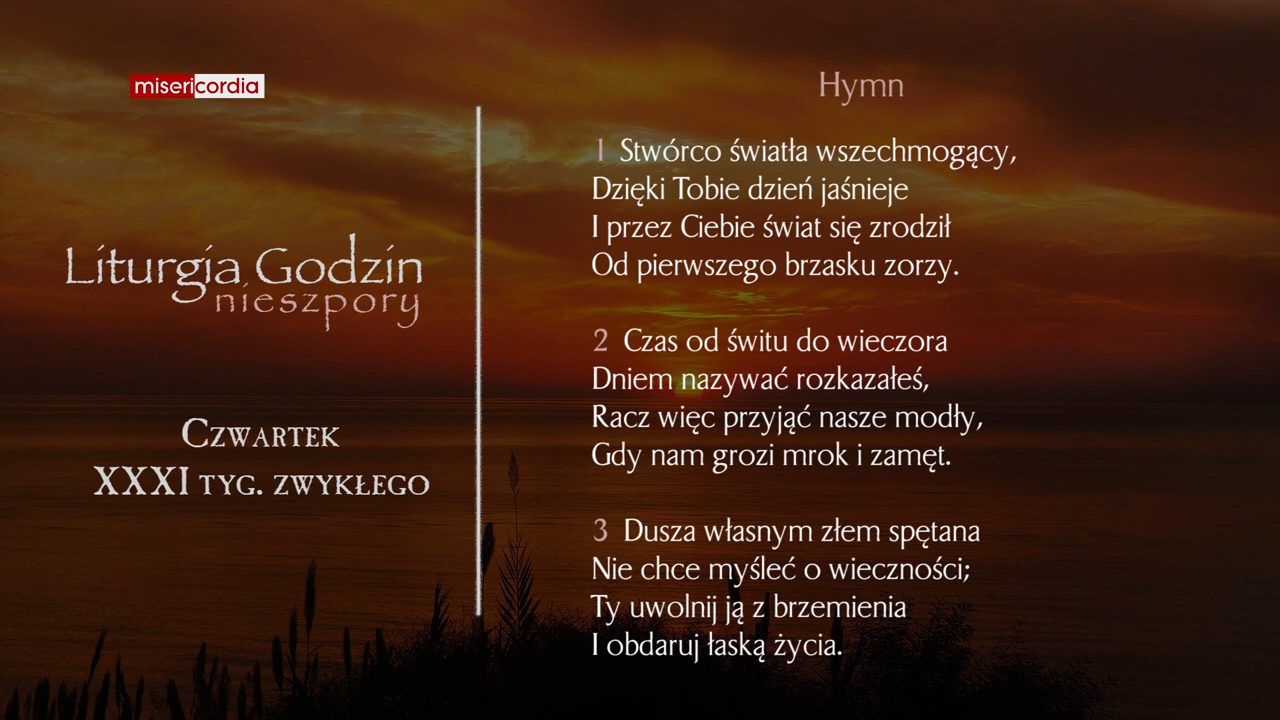 misericordia
Liturgia Godzin
nieszpory
Czwartek
XXXI tyg. zwykłego
Hymn
1 Stwórco światła wszechmogący,
Dzięki Tobie dzień jaśnieje
I przez Ciebie świat się zrodził
Od pierwszego brzasku zorzy.
2 Czas od świtu do wieczora
Dniem nazywać rozkazałeś,
Racz więc przyjąć nasze modły,
Gdy nam grozi mrok i zamęt.
3 Dusza własnym złem spętana
Nie chce myśleć o wieczności;
Ty uwolnij ją z brzemienia
I obdaruj łaską życia.